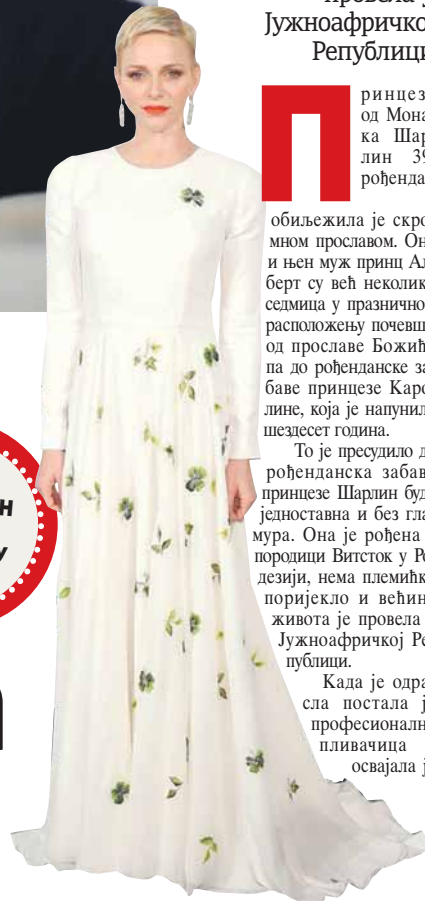 провела у
Јужноафричко
Републици
Принцез
од Мона
ка Шар
лин 39
рођенда
обиљежила је скро
мном прославом. Он
и њен муж принц Ал
берт су већ неколик
седмица у празнично
расположењу почевш
од прославе Божић
па до рођенданске за
баве принцезе Каро
лине, која је напунил
шездесет година.
То је пресудило д
рођенданска забав
принцезе Шарлин буд
једноставна и без гла
мура. Она је рођена
породици Витсток у Ро
дезији, нема племићк
поријекло и већин
живота је провела
Јужноафричкој Ре
публици.
Када је одра
сла постала ј
професионалн
пливачица
освајала ј